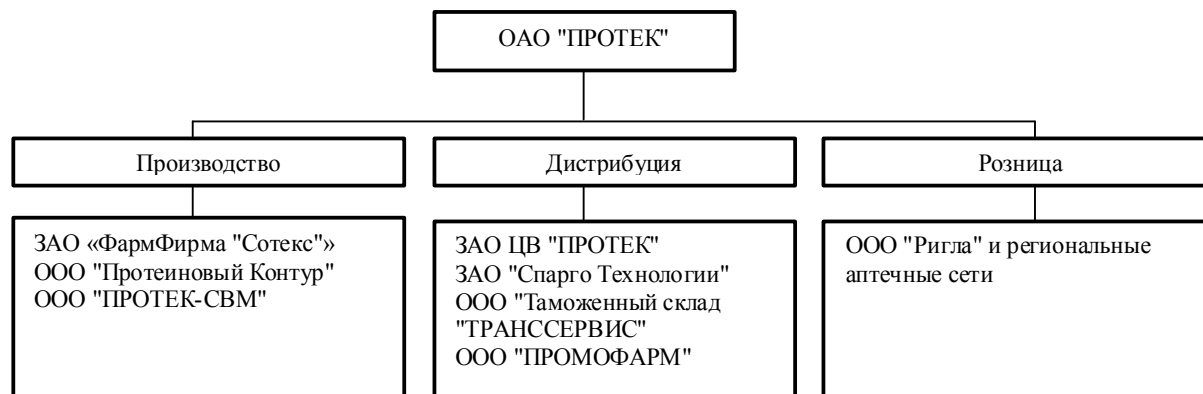 ОАО "ПРОТЕК"
Производство
Дистрибуция
Розница
ЗАО «ФармФирма "Сотекс"»
ООО "Протеиновый Контур"
ООО "ПРОТЕК-СВМ"
ЗАО ЦВ "ПРОТЕК"
ЗАО "Спарго Технологии"
ООО "Таможенный склад
"ТРАНССЕРВИС"
ООО "ПРОМОФАРМ"
ООО "Ригла" и региональные
аптечные сети